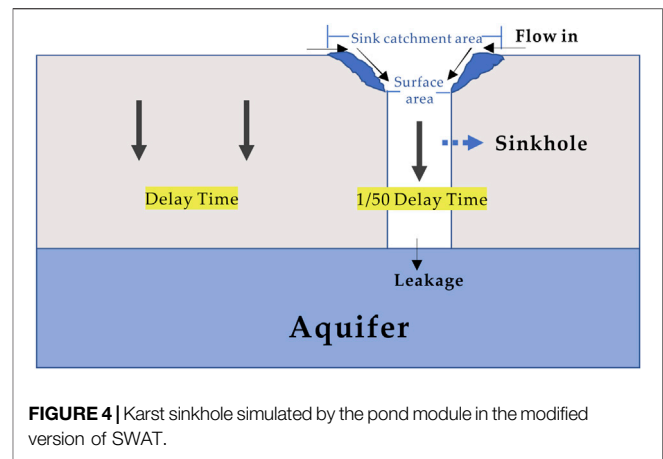 Sink catchment area
Flow in
Surface
area
Sinkhole
Delay Time
1/50 Delay Time
Leakage
Aquifer
FIGURE 4 | Karst sinkhole simulated by the pond module in the modified
version of SWAT.